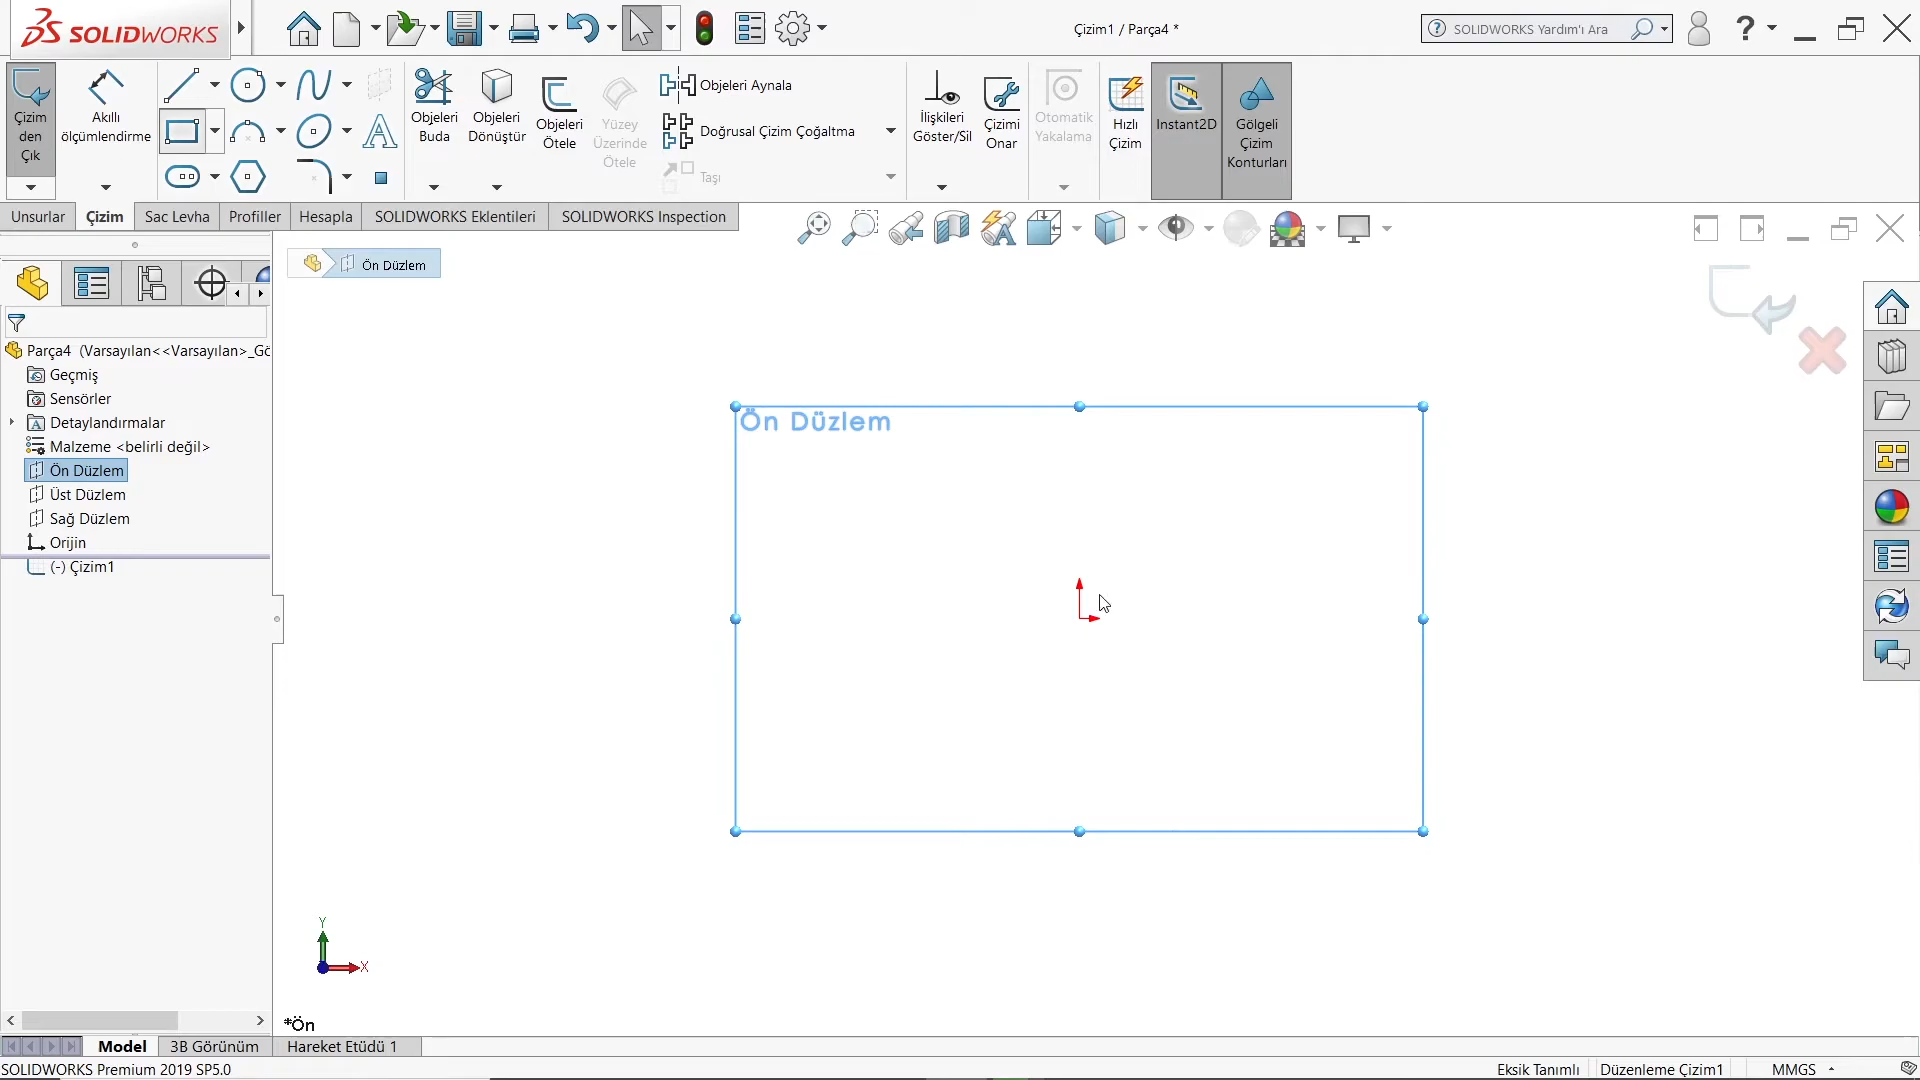 SOLIDWORKS
Çizim1 / Parça4 *
SOLIDWORKS Yardım'ı Ara
Çizim
den
Çık
Akıllı
ölçümlendirme
Objeleri
Buda
Objeleri
Dönüştür
Objeleri
Ötele
Yüzey
Üzerinde
Ötele
Objeleri Aynala
Doğrusal Çizim Çoğaltma
Taşı
İlişkileri
Göster/Sil
Çizimi
Onar
Otomatik
Yakalama
Hızlı
Çizim
Instant2D
Gölgeli
Çizim
Konturları
Unsurlar
Çizim
Sac Levha
Profiller
Hesapla
SOLIDWORKS Eklentileri
SOLIDWORKS Inspection
Ön Düzlem
Parça4 (Varsayılan<<Varsayılan>_Gö
Geçmiş
Sensörler
Detaylandırmalar
Malzeme <belirli değil>
Ön Düzlem
Üst Düzlem
Sağ Düzlem
Orijin
(-) Çizim1
Ön Düzlem
Y
X
*Ön
Model
3B Görünüm
Hareket Etüdü 1
SOLIDWORKS Premium 2019 SP5.0
Eksik Tanımlı
Düzenleme Çizim1
MMGS